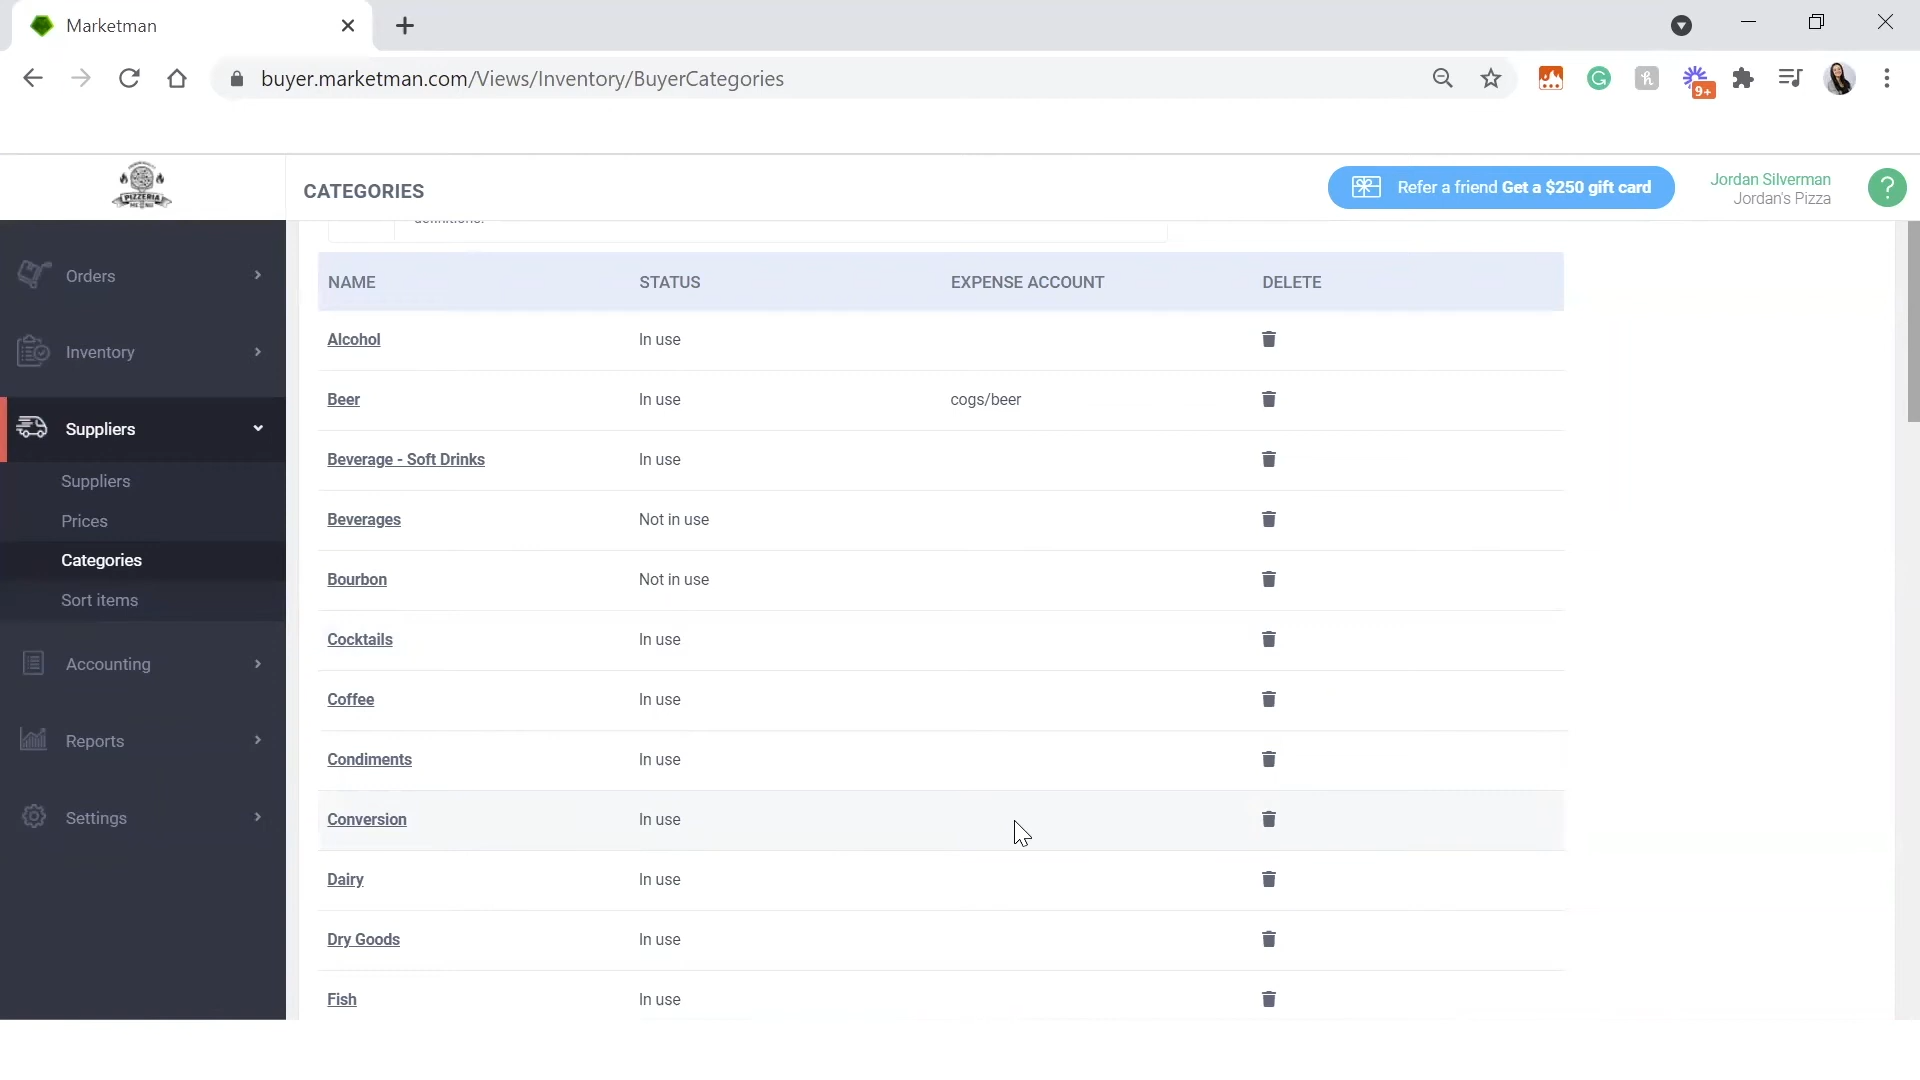 Marketman
buyer.marketman.com/Views/Inventory/BuyerCategories
9+
PIZZERIA
CATEGORIES
Refer a friend Get a $250 gift card
Jordan Silverman
Jordan's Pizza
?
Orders
Inventory
Suppliers
Suppliers
Prices
Categories
Sort items
Accounting
Reports
Settings
definitions.
NAME STATUS EXPENSE ACCOUNT DELETE
Alcohol In use
Beer In use cogs/beer
Beverage - Soft Drinks In use
Beverages Not in use
Bourbon Not in use
Cocktails In use
Coffee In use
Condiments In use
Conversion In use
Dairy In use
Dry Goods In use
Fish In use